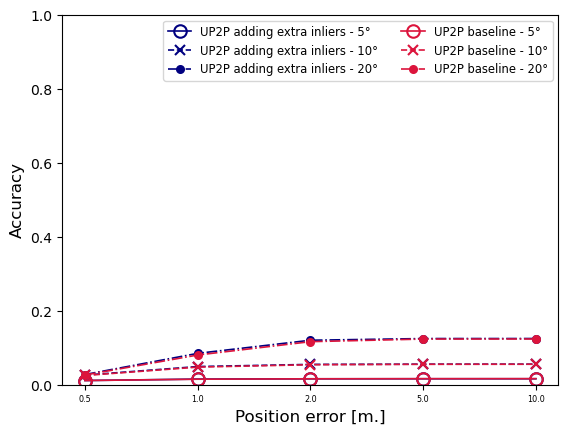 1.0
0.8
0.6
0.4
0.2
0.0
Accuracy
UP2P adding extra inliers - 5°
UP2P adding extra inliers - 10°
UP2P adding extra inliers - 20°
UP2P baseline - 5°
UP2P baseline - 10°
UP2P baseline - 20°
0.5 1.0 2.0 5.0 10.0
Position error [m.]